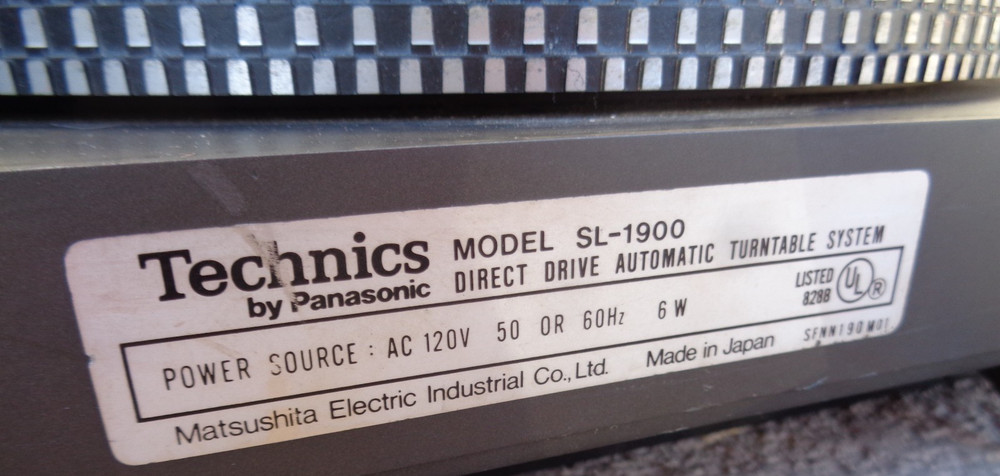 Technics MODEL SL-1900
by Panasonic DIRECT DRIVE AUTOMATIC TURNTABLE SYSTEM
POWER SOURCE : AC 120V 50 OR 60Hz 6 W LISTED 828B UL ®
Matsushita Electric Industrial Co., Ltd. Made in Japan SFNN190M01